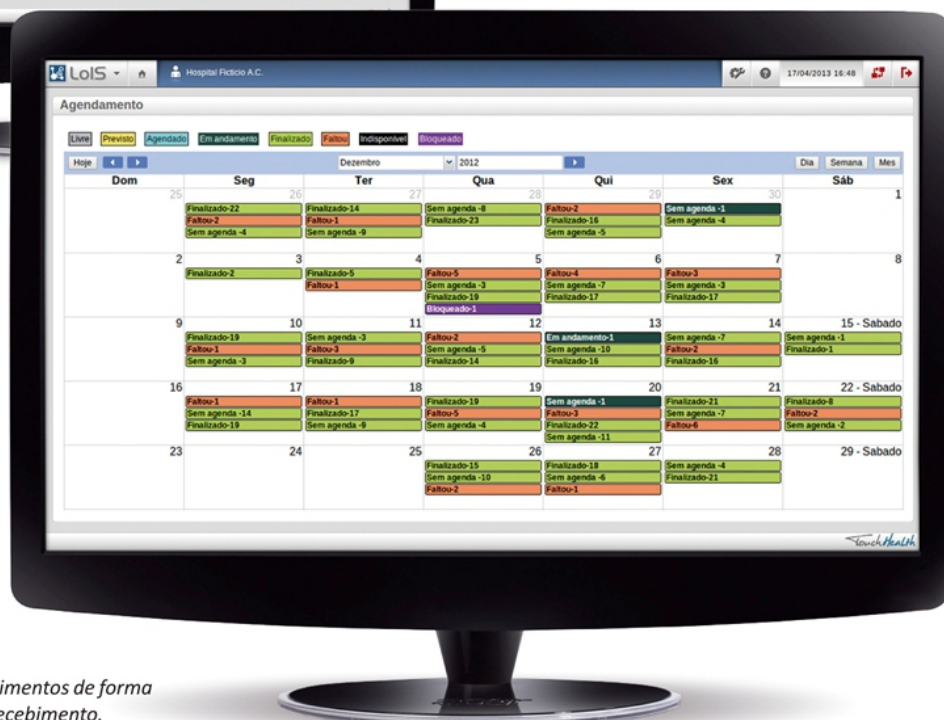 LoIS
Hospital Ficticio A.C.
17/04/2013 16:48
Agendamento
Livre Previsto Agendado Em andamento Finalizado Faltou Indisponivel Bloqueado
Hoje Dezembro 2012 Dia Semana Mes
Dom Seg Ter Qua Qui Sex Sáb
25 26 27 28 29 30 1
Finalizado-22 Finalizado-14 Sem agenda -8 Faltou-2 Sem agenda -1
Faltou-2 Faltou-1 Finalizado-23 Finalizado-16 Sem agenda -4
Sem agenda -4 Sem agenda -9 Sem agenda -5
2 3 4 5 6 7 8
Finalizado-2 Finalizado-5 Faltou-5 Faltou-4 Faltou-3
Faltou-1 Sem agenda -3 Sem agenda -7 Sem agenda -3
Finalizado-19 Finalizado-17 Finalizado-17
Bloqueado-1
9 10 11 12 13 14 15 - Sabado
Finalizado-19 Sem agenda -3 Faltou-2 Em andamento-1 Sem agenda -7 Sem agenda -1
Faltou-1 Faltou-3 Sem agenda -5 Sem agenda -10 Faltou-2 Finalizado-1
Sem agenda -3 Finalizado-9 Finalizado-14 Finalizado-16 Finalizado-16
16 17 18 19 20 21 22 - Sabado
Faltou-1 Faltou-1 Finalizado-19 Sem agenda -1 Finalizado-21 Finalizado-8
Sem agenda -14 Finalizado-17 Faltou-5 Faltou-3 Sem agenda -7 Faltou-2
Finalizado-19 Sem agenda -9 Sem agenda -4 Finalizado-22 Faltou-6 Sem agenda -2
Sem agenda -11
23 24 25 26 27 28 29 - Sabado
Finalizado-15 Finalizado-18 Sem agenda -4
Sem agenda -10 Sem agenda -6 Finalizado-21
Faltou-2 Faltou-1
TouchHealth
imentos de forma
ecebimento.